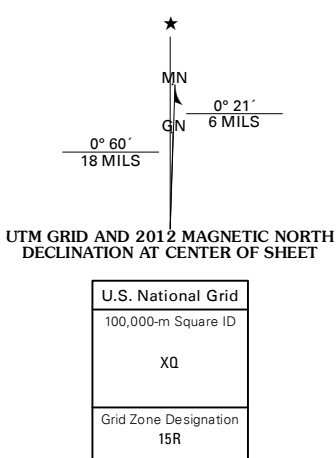 ★
MN
0° 21´
6 MILS
GN
0° 60´
18 MILS
UTM GRID AND 2012 MAGNETIC NORTH
DECLINATION AT CENTER OF SHEET
U.S. National Grid
100,000-m Square ID
XQ
Grid Zone Designation
15R